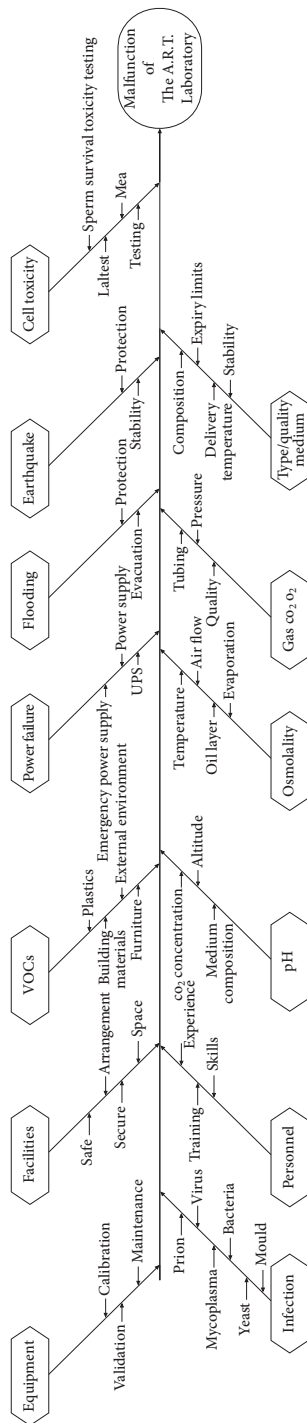 Equipment
Calibration
Validation
Maintenance
Facilities
Safe
Arrangement
Secure
Space
VOCs
Plastics
Building
materials
External environment
Furniture
Power failure
Emergency power supply
Power supply
UPS
Flooding
Protection
Evacuation
Earthquake
Protection
Stability
Cell toxicity
Sperm survival toxicity testing
Laltest
Mea
Testing
Malfunction
of
The A.R.T.
Laboratory
Prion
Virus
Mycoplasma
Bacteria
Yeast
Mould
Infection
Experience
Training
Skills
Personnel
co₂ concentration
Altitude
Medium
composition
pH
Temperature
Air flow
Oil layer
Evaporation
Osmolality
Tubing
Pressure
Quality
Gas co₂ o₂
Composition
Expiry limits
Delivery
temperature
Stability
Type/quality
medium